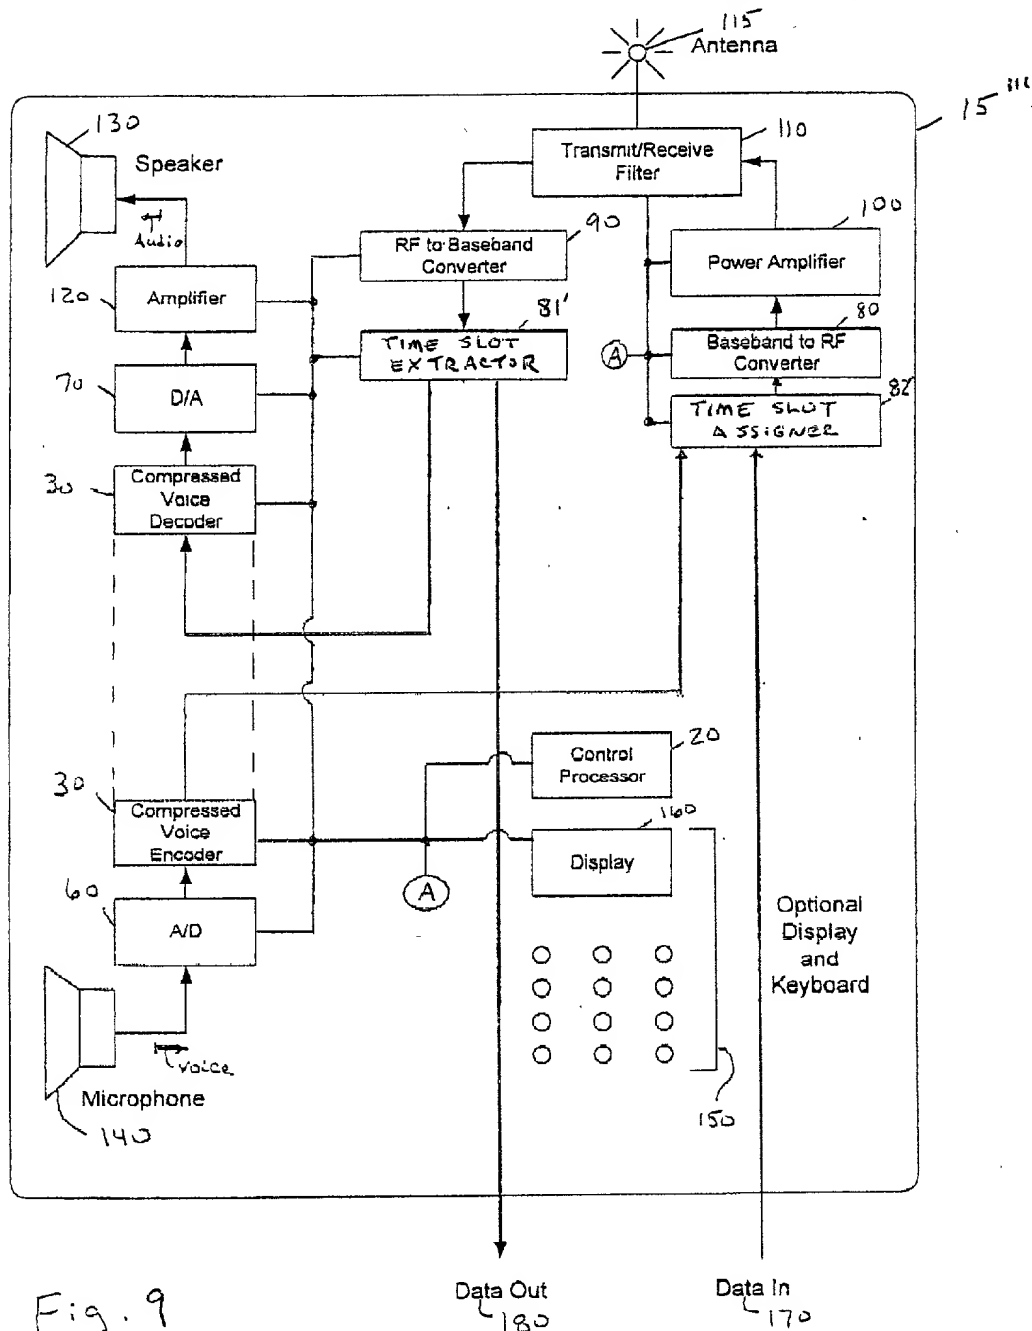 115
Antenna
15'''
130
Speaker
Audio
110
Transmit/Receive
Filter
90
RF to Baseband
Converter
100
Power Amplifier
120
Amplifier
81'
TIME SLOT
EXTRACTOR
A
80
Baseband to RF
Converter
70
D/A
82'
TIME SLOT
ASSIGNER
30
Compressed
Voice
Decoder
20
Control
Processor
30
Compressed
Voice
Encoder
160
Display
A
60
A/D
Optional
Display
and
Keyboard
Voice
Microphone
140
150
Fig. 9
Data Out
180
Data In
170